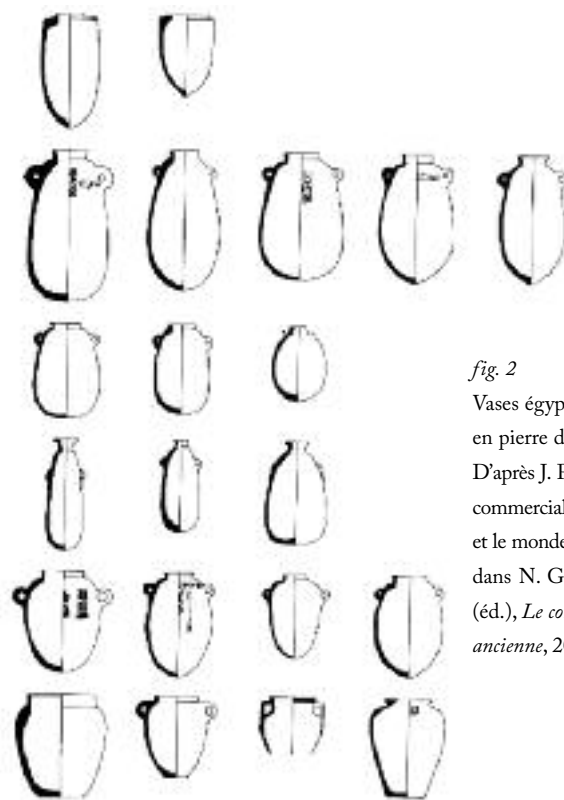 fig. 2
Vases égyp
en pierre d
D'après J. P
commercial
et le monde
dans N. G
(éd.), Le co
ancienne, 20